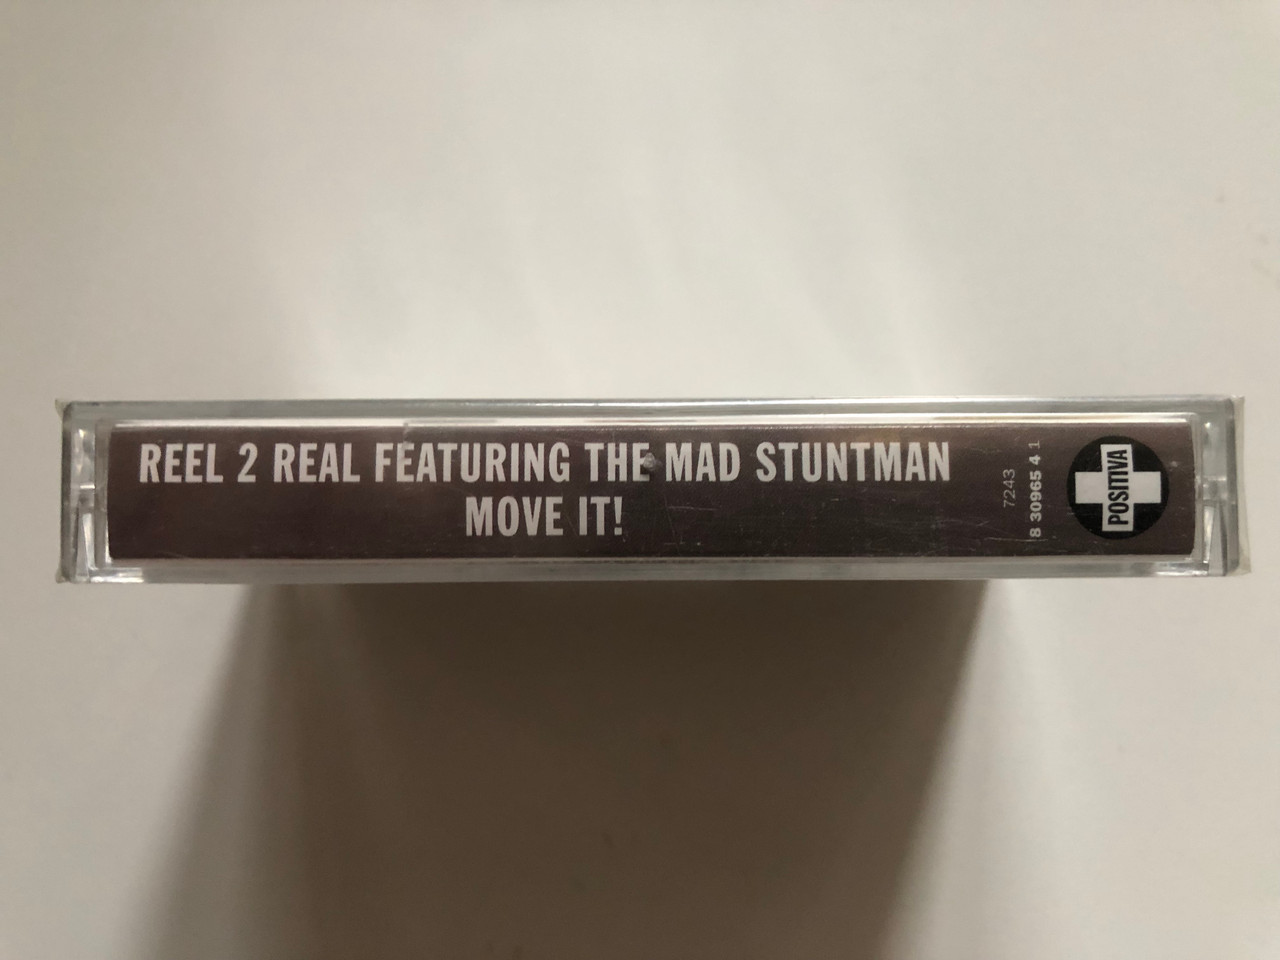 REEL 2 REAL FEATURING THE MAD STUNTMAN
MOVE IT!
7243
8 30965 4 1
POSITIVA